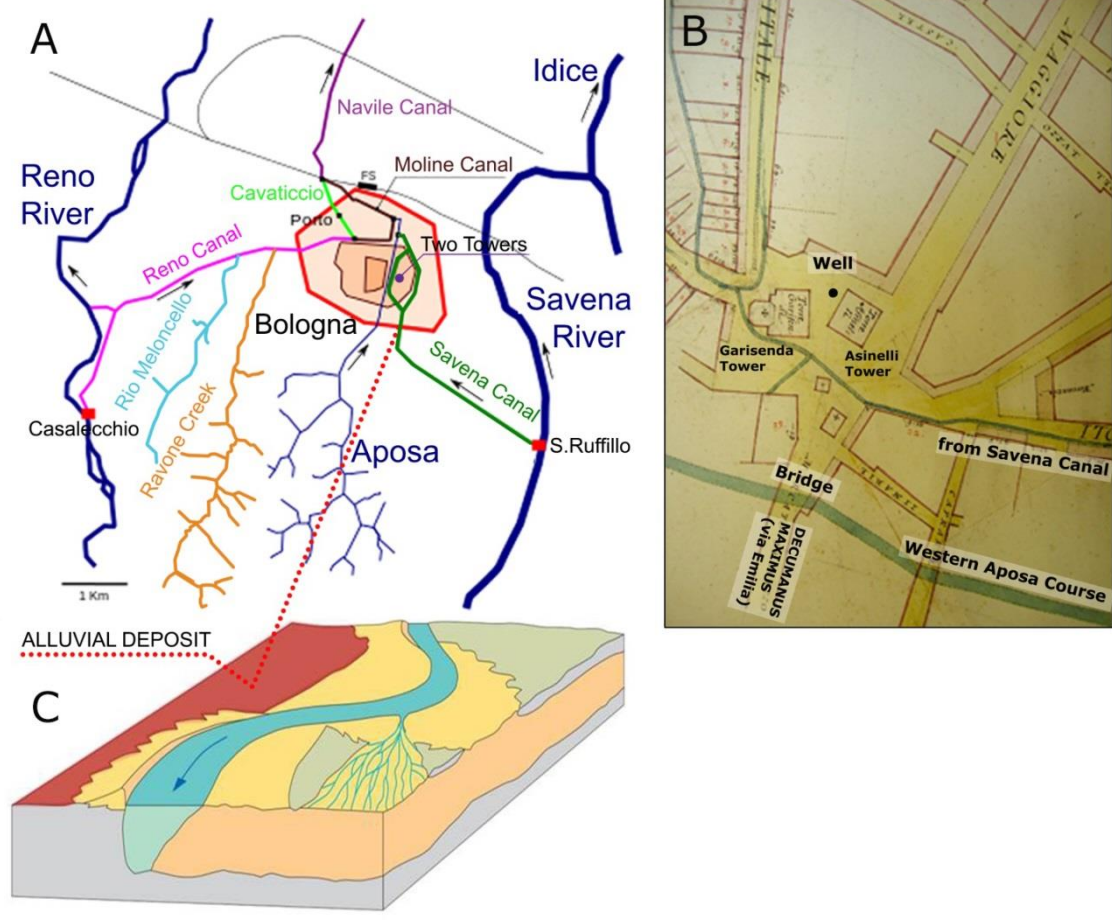 A
Reno
River
Navile Canal
Idice
Moline Canal
FS
Cavaticcio
Porto
Reno Canal
Two Towers
Bologna
Savena
River
Rio Meloncello
Savena Canal
Casalecchio
Ravone Creek
Aposa
S.Ruffillo
1 Km
ALLUVIAL DEPOSIT
C
B
ITALE
MAGGIORE
Well
Garisenda
Tower
Asinelli
Tower
from Savena Canal
Bridge
DECUMANUS
MAXIMUS
(via Emilia)
Western Aposa Course